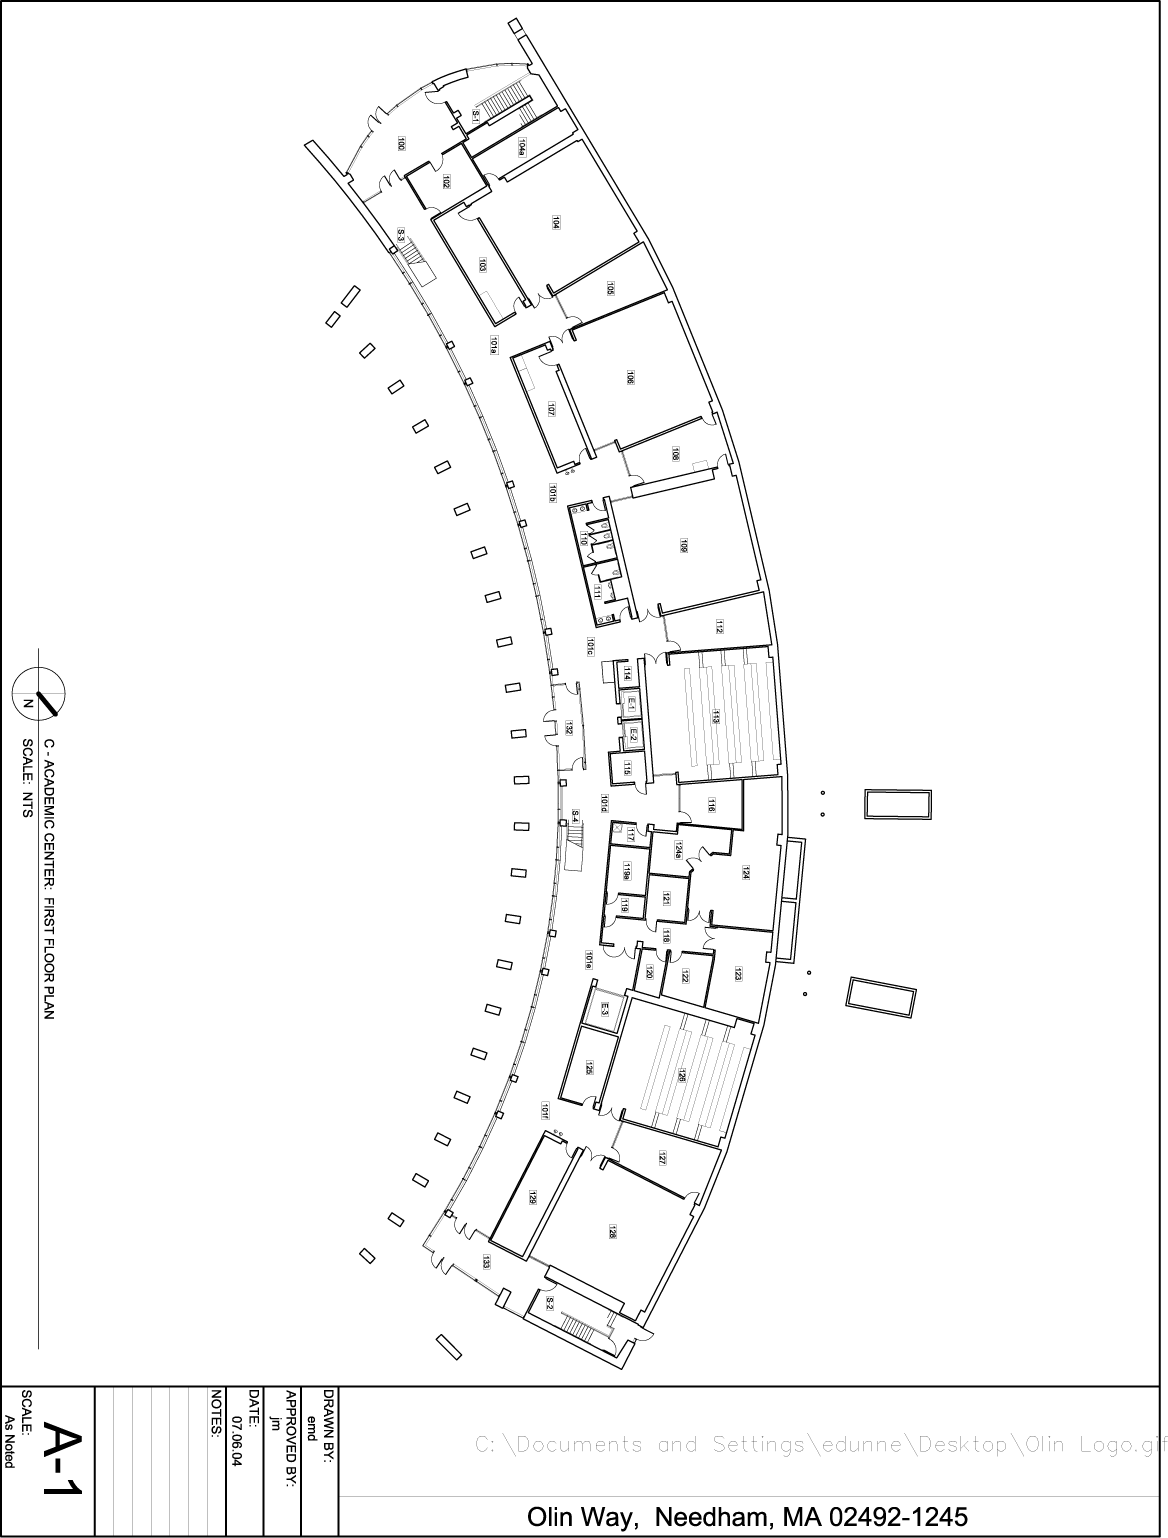 S-1
100
104a
102
104
S-3
103
105
101a
106
107
108
101b
110
109
111
112
101c
114
E-1
113
132
E-2
115
101d
116
S-4
117
124a
119a
124
121
119
118
101e
120
122
123
E-3
125
126
101f
127
129
128
133
S-2
N
C - ACADEMIC CENTER: FIRST FLOOR PLAN
SCALE: NTS
DRAWN BY:
emd
APPROVED BY:
jm
DATE:
07.06.04
NOTES:
A-1
SCALE:
As Noted
C:\Documents and Settings\edunne\Desktop\Olin Logo.gif
Olin Way, Needham, MA 02492-1245